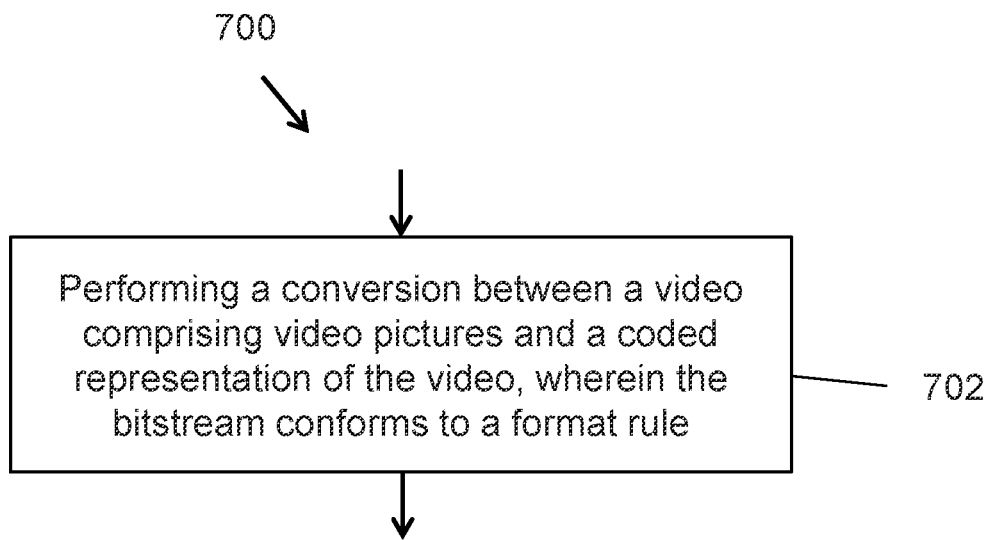 700
Performing a conversion between a video
comprising video pictures and a coded
representation of the video, wherein the
bitstream conforms to a format rule
702